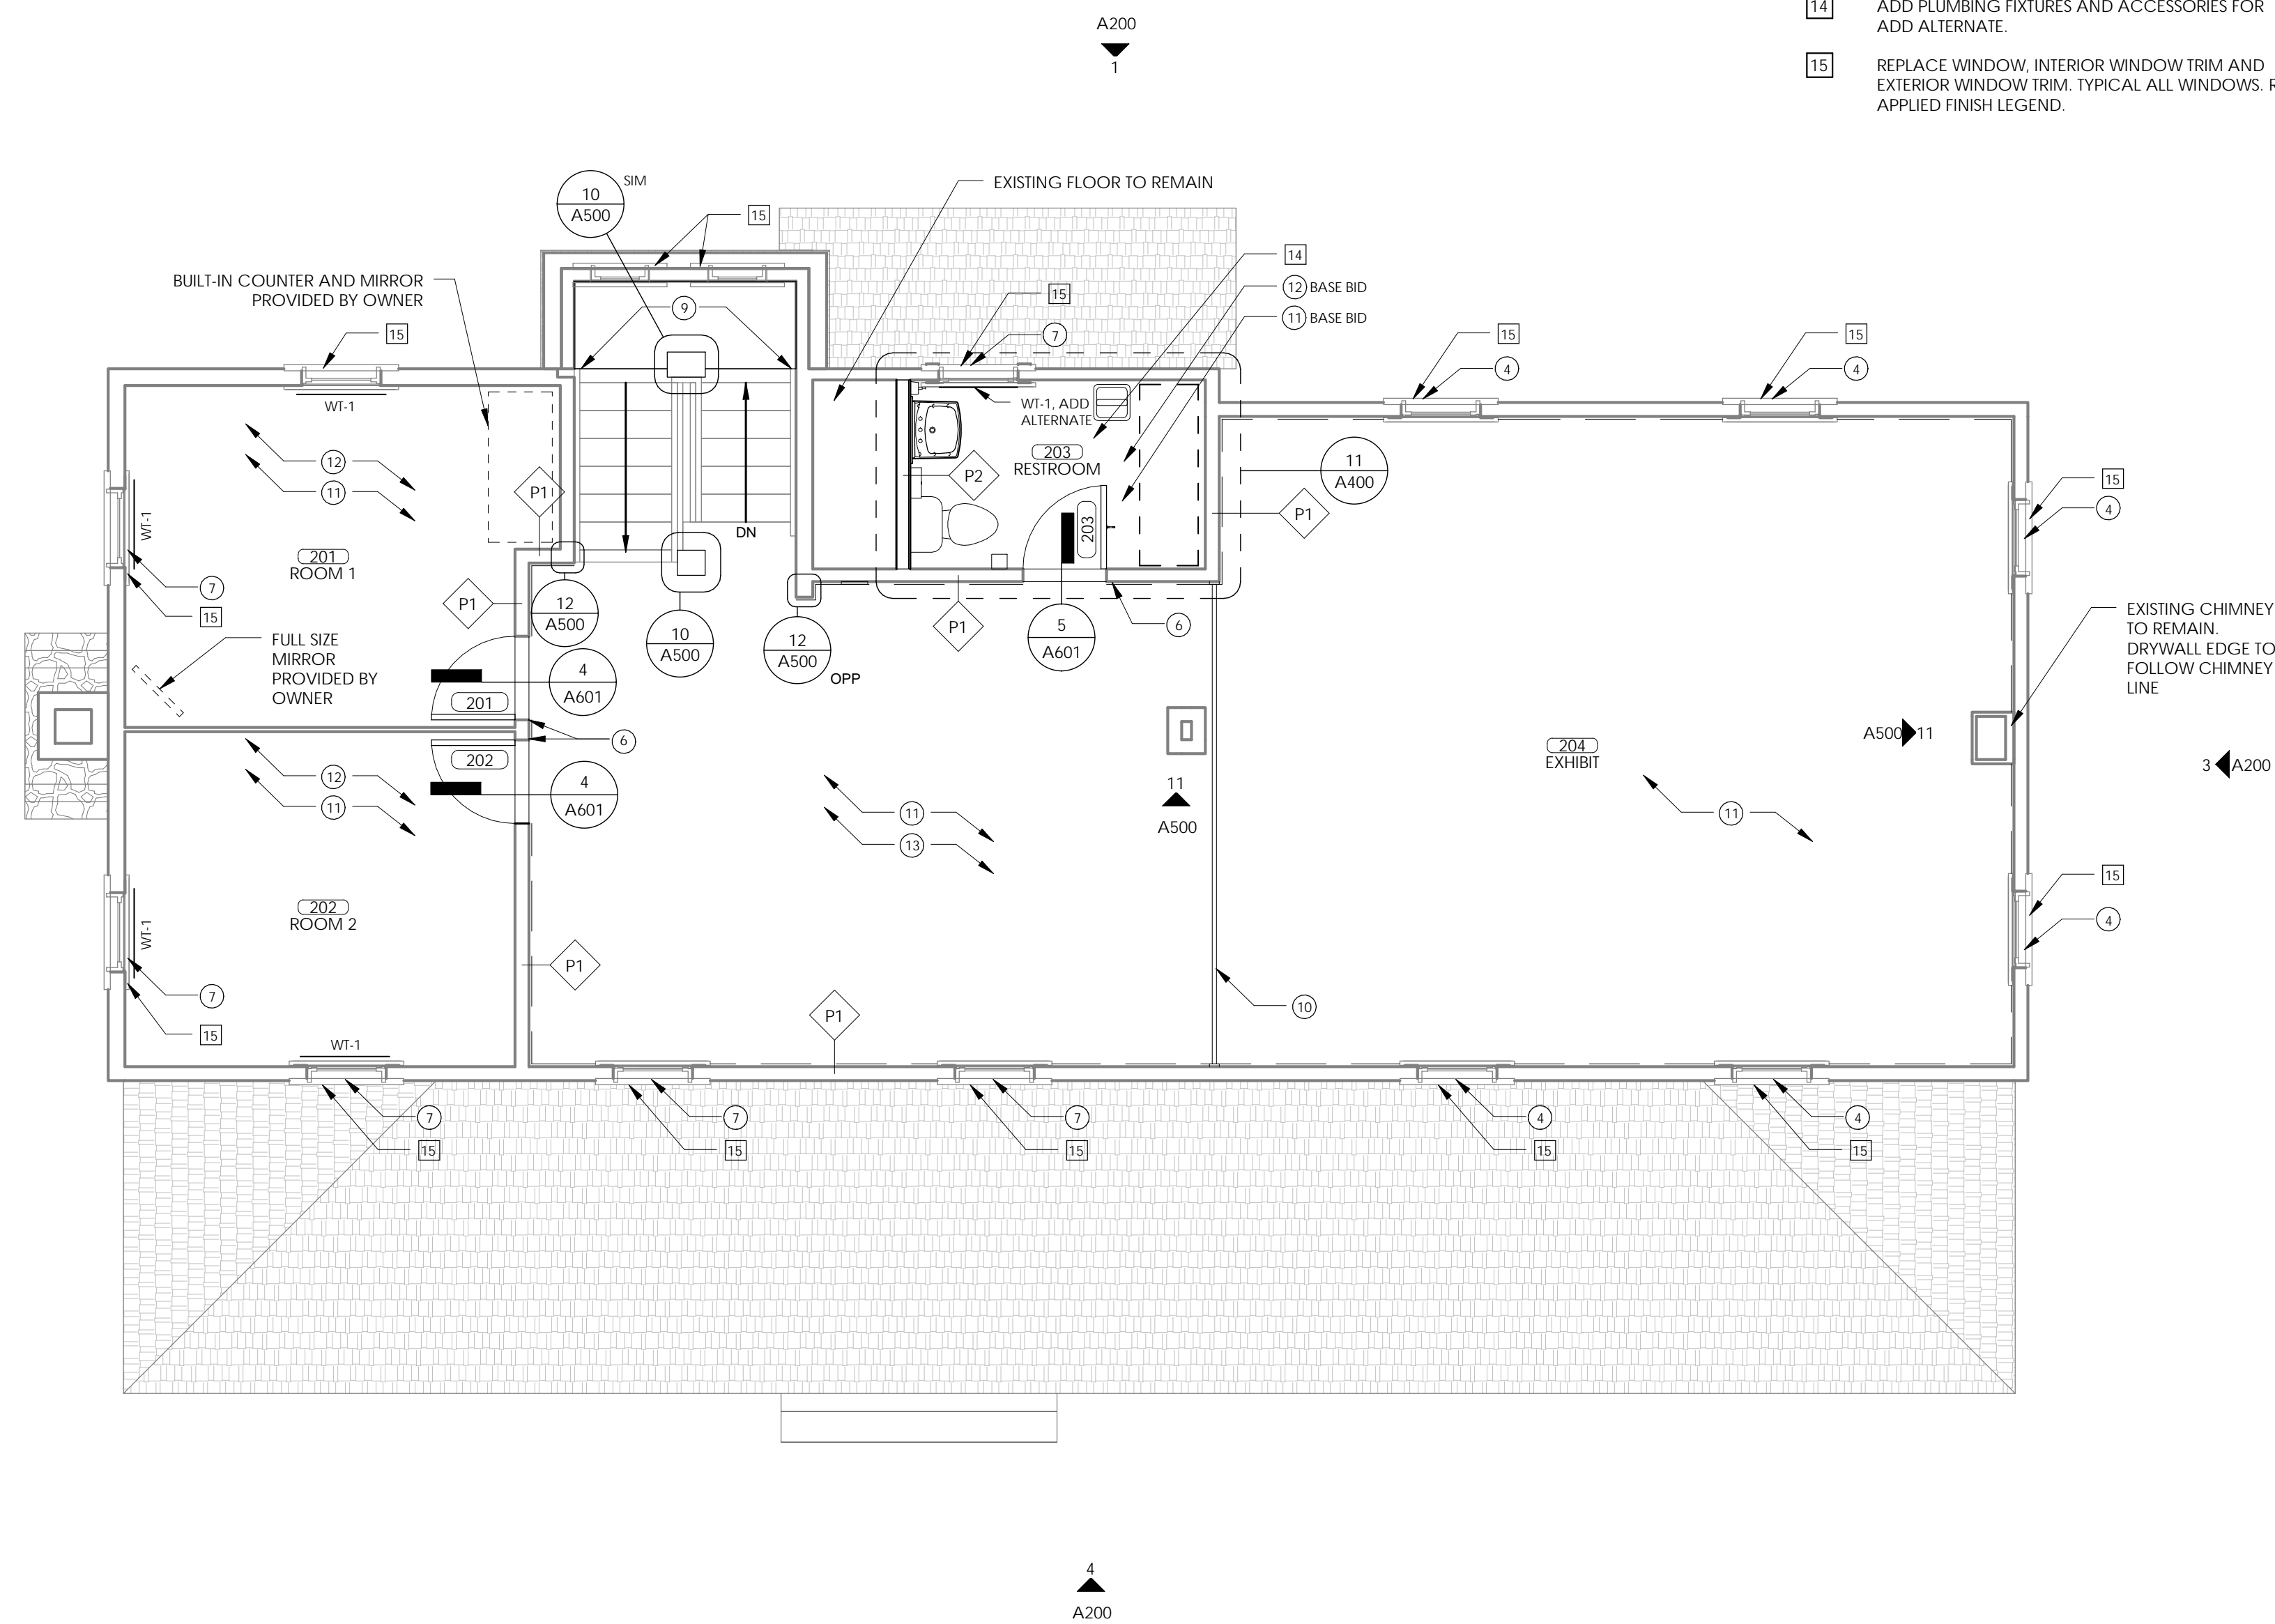 14
ADD PLUMBING FIXTURES AND ACCESSORIES FOR
ADD ALTERNATE.
15
REPLACE WINDOW, INTERIOR WINDOW TRIM AND
EXTERIOR WINDOW TRIM. TYPICAL ALL WINDOWS.
APPLIED FINISH LEGEND.
A200
1
10
A500
SIM
15
EXISTING FLOOR TO REMAIN
BUILT-IN COUNTER AND MIRROR
PROVIDED BY OWNER
15
9
15
7
14
12 BASE BID
11 BASE BID
15
4
15
4
WT-1
WT-1, ADD
ALTERNATE
203
RESTROOM
P2
11
A400
P1
12
11
P1
WT-1
201
ROOM 1
DN
203
15
4
7
15
P1
12
A500
10
A500
12
A500
OPP
P1
5
A601
6
FULL SIZE
MIRROR
PROVIDED BY
OWNER
4
A601
201
6
202
4
A601
EXISTING CHIMNEY
TO REMAIN.
DRYWALL EDGE TO
FOLLOW CHIMNEY
LINE
A500
11
3
A200
204
EXHIBIT
12
11
11
13
11
A500
11
15
4
202
ROOM 2
WT-1
P1
7
15
P1
10
WT-1
7
15
7
15
7
15
4
15
4
15
4
A200